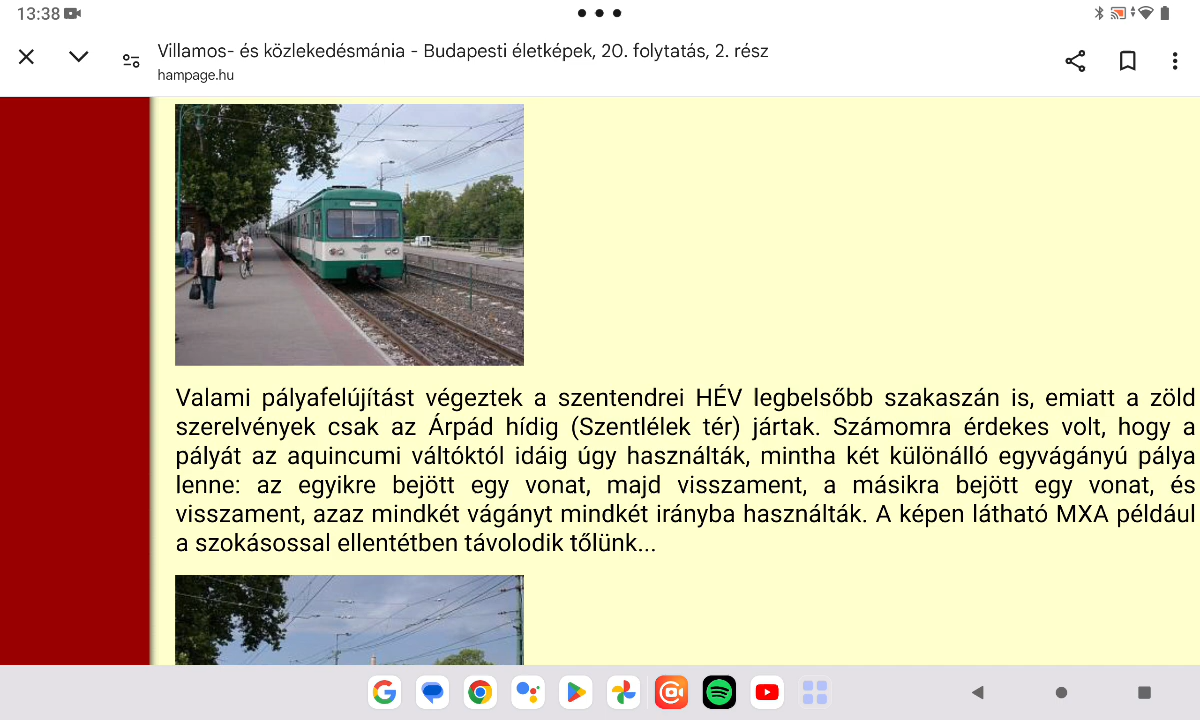 13:38
Villamos- és közlekedésmánia - Budapesti életképek, 20. folytatás, 2. rész
hampage.hu
Valami pályafelújítást végeztek a szentendrei HÉV legbelsőbb szakaszán is, emiatt a zöld
szerelvények csak az Árpád hídig (Szentlélek tér) jártak. Számomra érdekes volt, hogy a
pályát az aquincumi váltóktól idáig úgy használták, mintha két különálló egyvágányú pálya
lenne: az egyikre bejött egy vonat, majd visszament, a másikra bejött egy vonat, és
visszament, azaz mindkét vágányt mindkét irányba használták. A képen látható MXA például
a szokásossal ellentétben távolodik tőlünk...